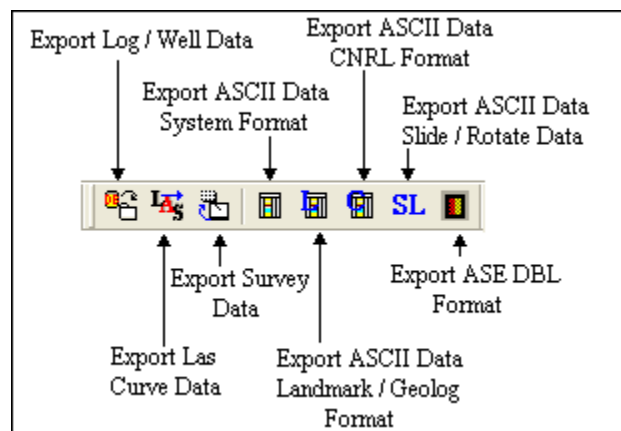 Export Log / Well Data
Export ASCII Data
CNRL Format
Export ASCII Data
System Format
Export ASCII Data
Slide / Rotate Data
LAS
L
C
SL
Export Survey
Data
Export ASE DBL
Format
Export Las
Curve Data
Export ASCII Data
Landmark / Geolog
Format